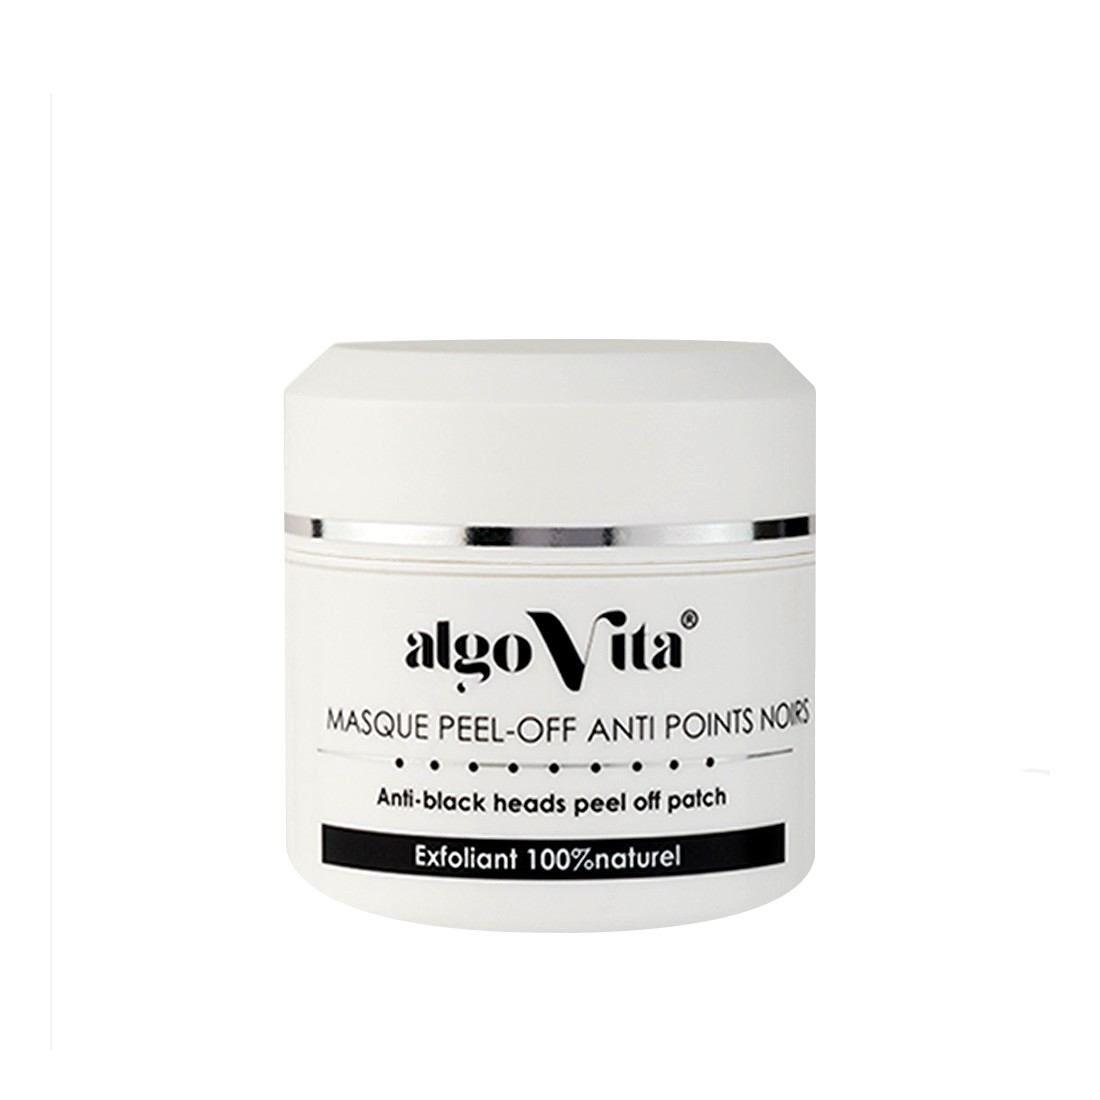 algoVita®
MASQUE PEEL-OFF ANTI POINTS NOIRS
Anti-black heads peel off patch
Exfoliant 100%naturel